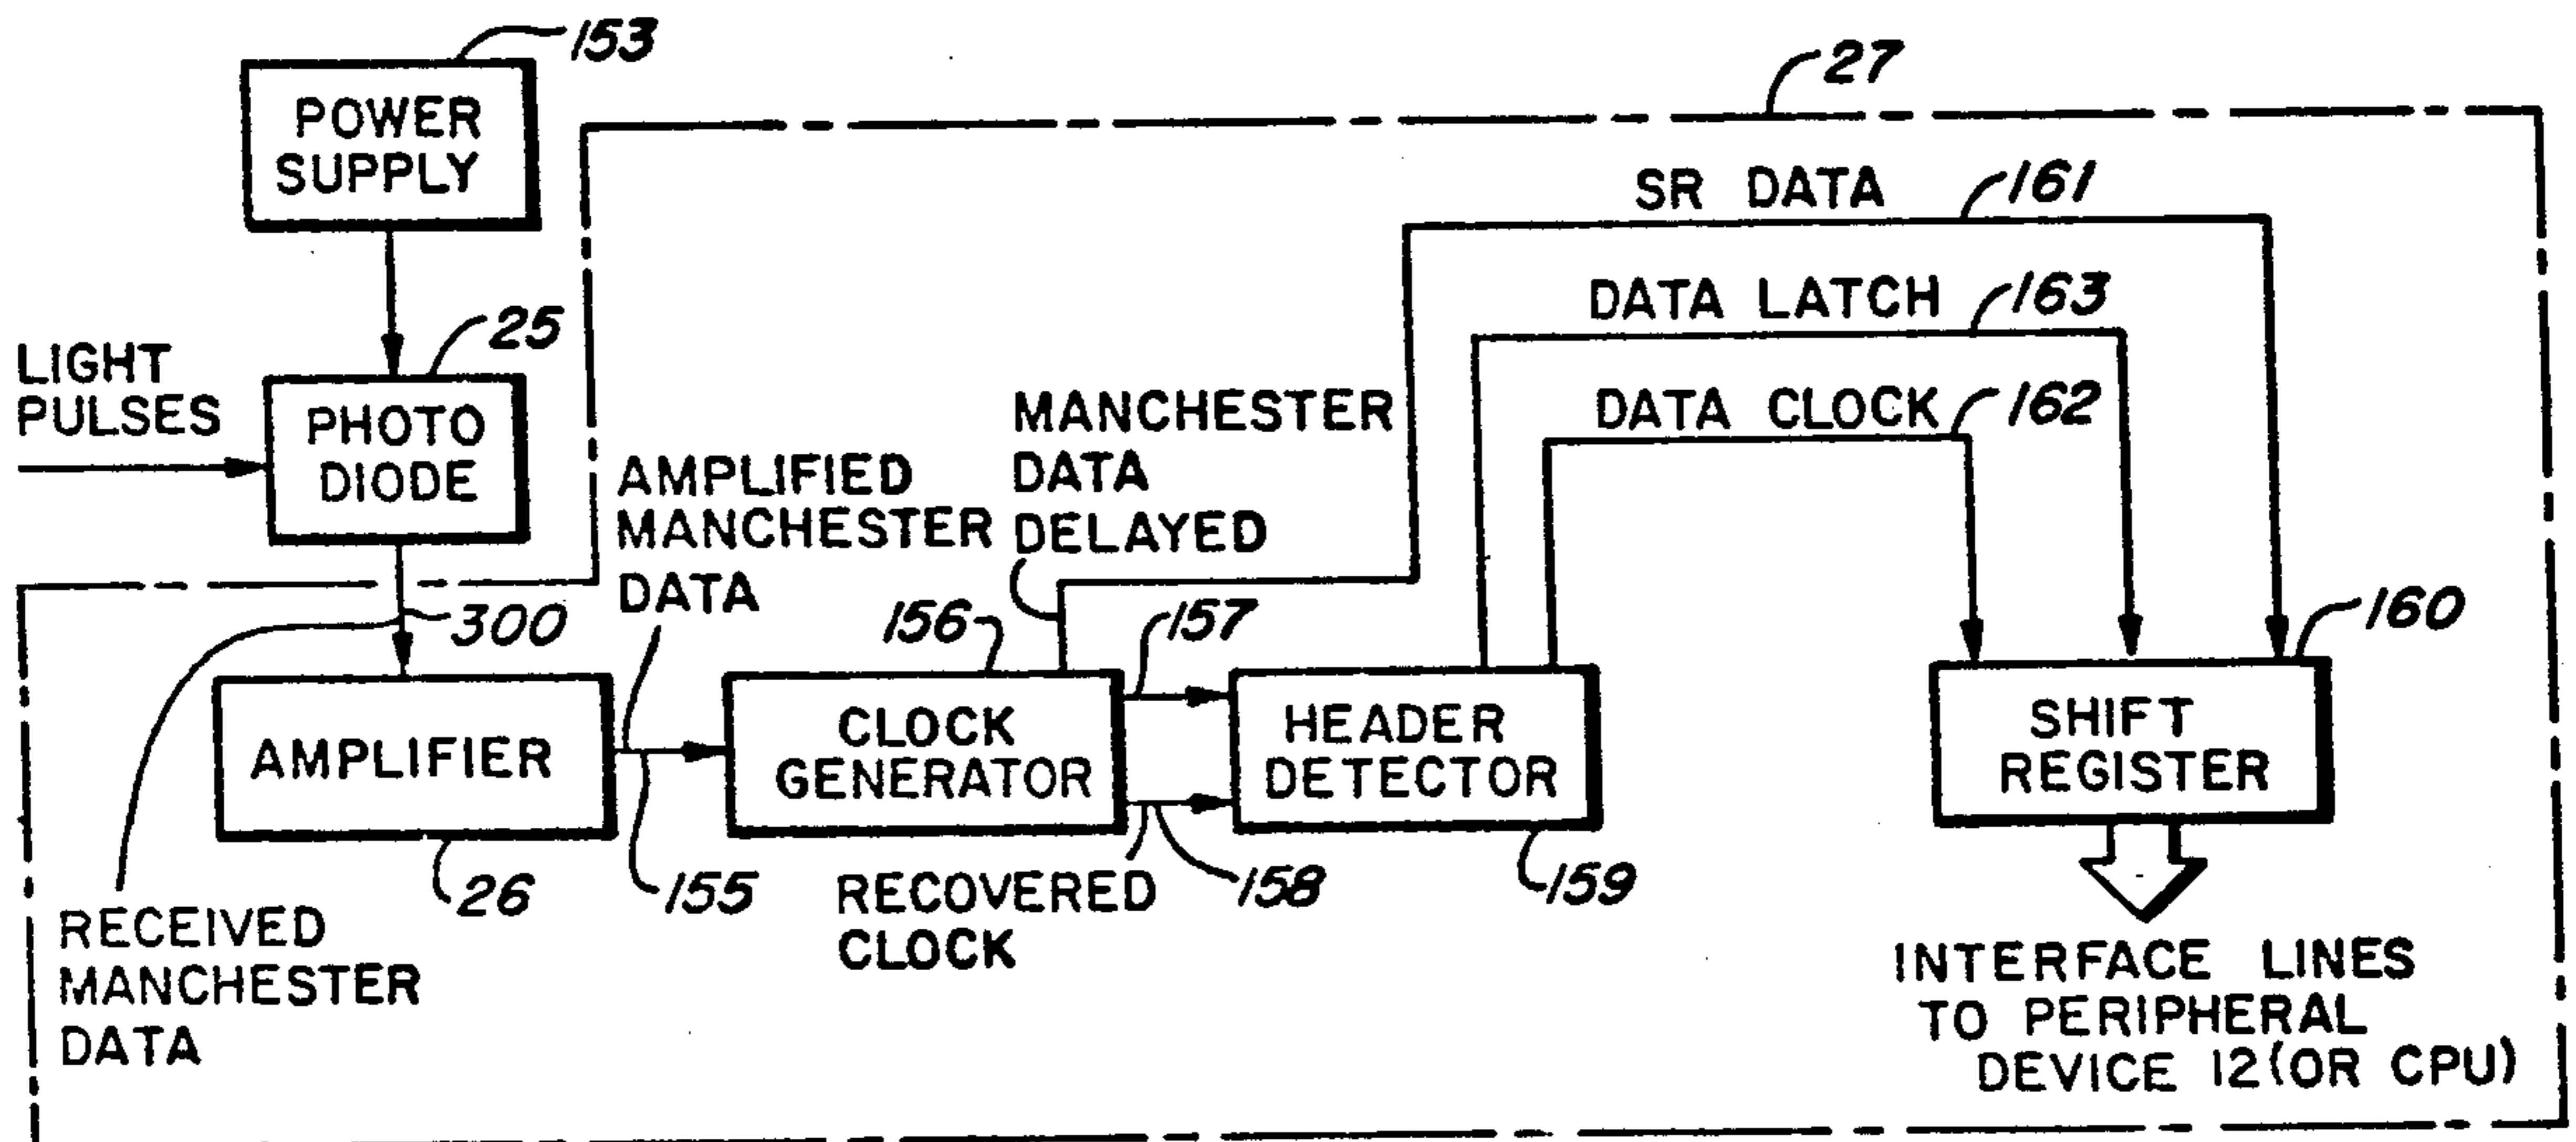 153
POWER
SUPPLY
27
SR DATA
161
DATA LATCH
163
25
LIGHT
PULSES
PHOTO
DIODE
MANCHESTER
DATA
DELAYED
DATA CLOCK
162
AMPLIFIED
MANCHESTER
DATA
300
156
157
160
AMPLIFIER
CLOCK
GENERATOR
HEADER
DETECTOR
SHIFT
REGISTER
26
155
RECOVERED
CLOCK
158
159
RECEIVED
MANCHESTER
DATA
INTERFACE LINES
TO PERIPHERAL
DEVICE 12(OR CPU)